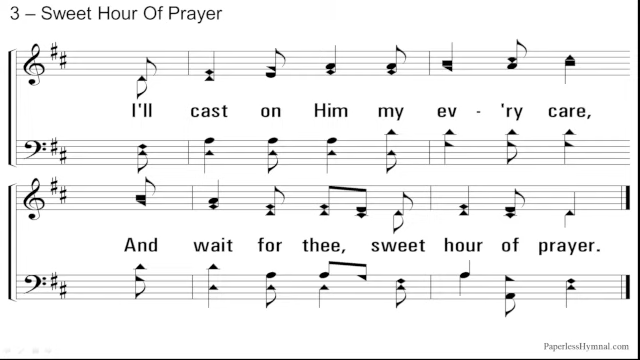 3 – Sweet Hour Of Prayer
I'll cast on Him my ev - 'ry care,
And wait for thee, sweet hour of prayer.
PaperlessHymnal.com